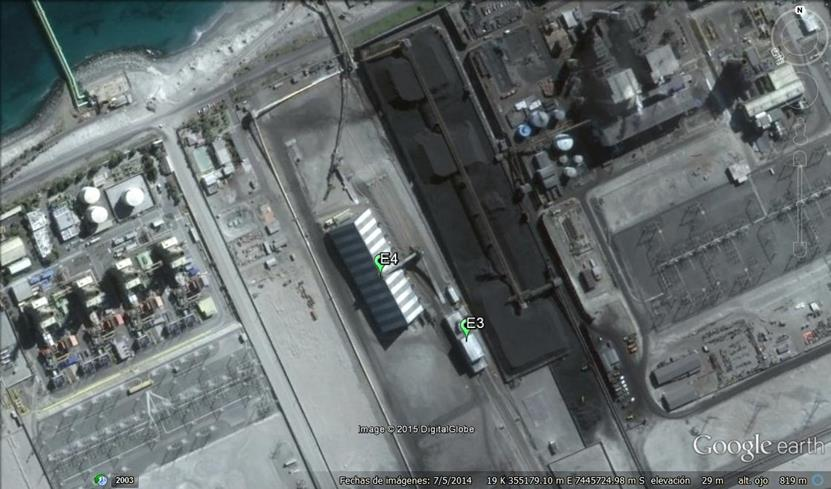 N
E4
E3
Image © 2015 DigitalGlobe
Google earth
2003
Fechas de imágenes: 7/5/2014 19 K 355179.10 m E 7445724.98 m S elevación 29 m alt. ojo 819 m